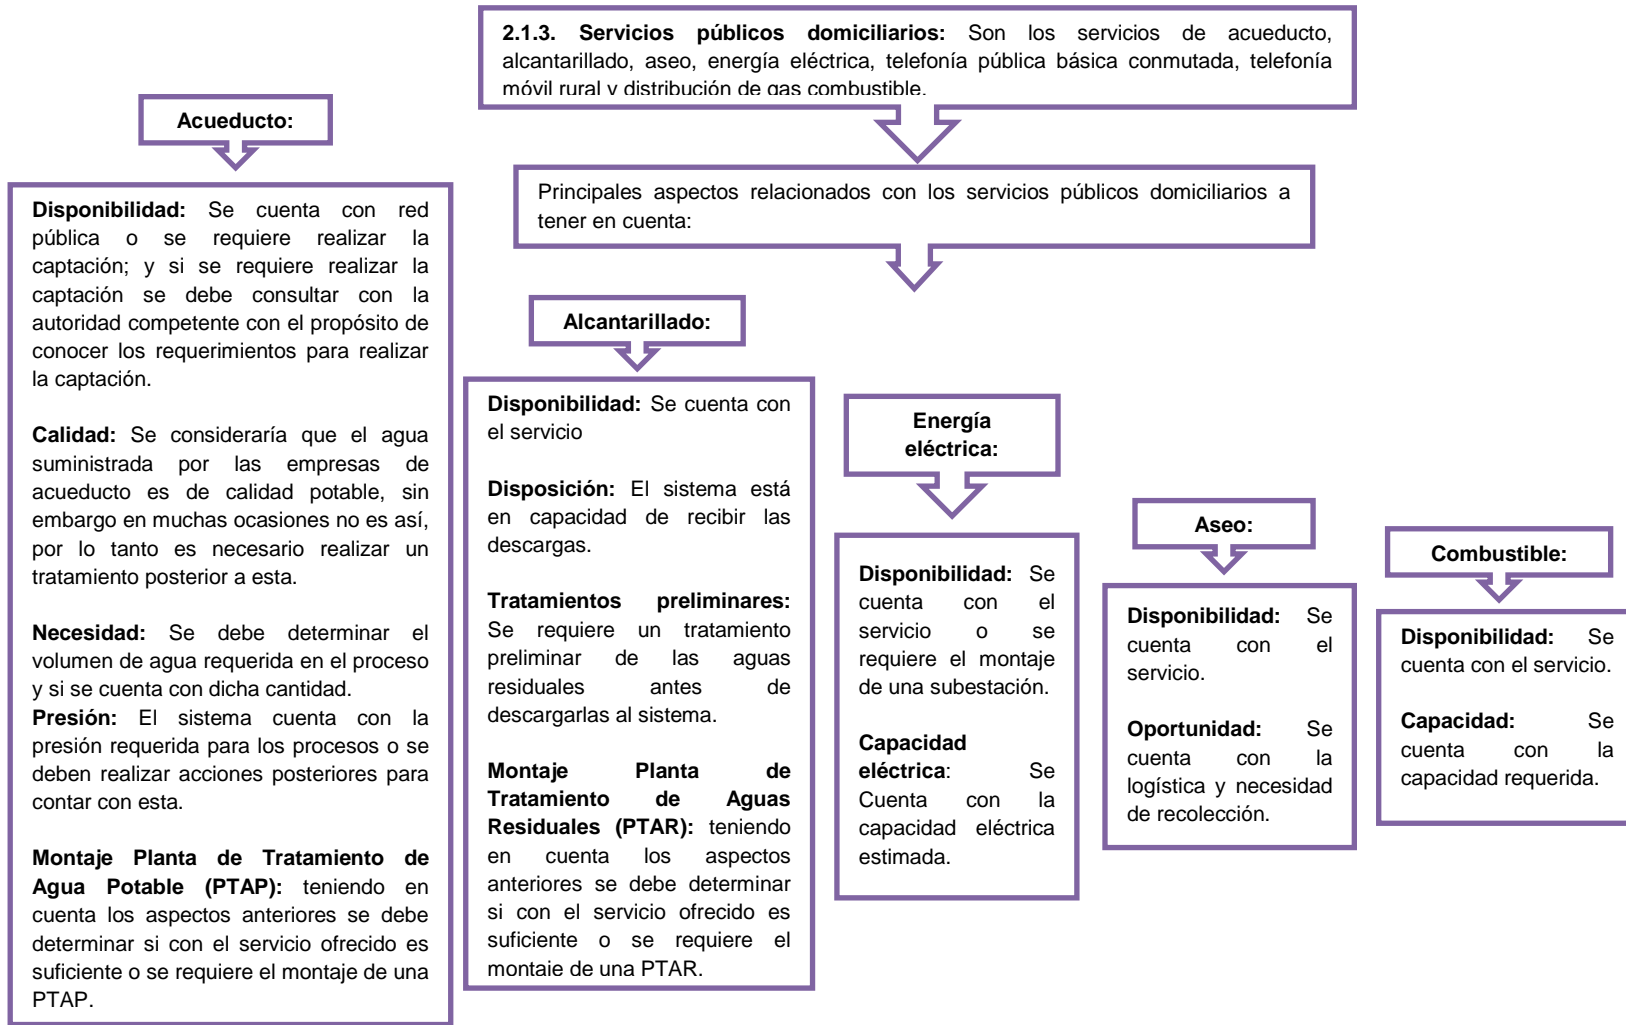 2.1.3. Servicios públicos domiciliarios: Son los servicios de acueducto,
alcantarillado, aseo, energía eléctrica, telefonía pública básica conmutada, telefonía
móvil rural y distribución de gas combustible.
Principales aspectos relacionados con los servicios públicos domiciliarios a
tener en cuenta:
Acueducto:
Disponibilidad: Se cuenta con red
pública o se requiere realizar la
captación; y si se requiere realizar la
captación se debe consultar con la
autoridad competente con el propósito de
conocer los requerimientos para realizar
la captación.
Calidad: Se consideraría que el agua
suministrada por las empresas de
acueducto es de calidad potable, sin
embargo en muchas ocasiones no es así,
por lo tanto es necesario realizar un
tratamiento posterior a esta.
Necesidad: Se debe determinar el
volumen de agua requerida en el proceso
y si se cuenta con dicha cantidad.
Presión: El sistema cuenta con la
presión requerida para los procesos o se
deben realizar acciones posteriores para
contar con esta.
Montaje Planta de Tratamiento de
Agua Potable (PTAP): teniendo en
cuenta los aspectos anteriores se debe
determinar si con el servicio ofrecido es
suficiente o se requiere el montaje de una
PTAP.
Alcantarillado:
Disponibilidad: Se cuenta con
el servicio
Disposición: El sistema está
en capacidad de recibir las
descargas.
Tratamientos preliminares:
Se requiere un tratamiento
preliminar de las aguas
residuales antes de
descargarlas al sistema.
Montaje Planta de
Tratamiento de Aguas
Residuales (PTAR): teniendo
en cuenta los aspectos
anteriores se debe determinar
si con el servicio ofrecido es
suficiente o se requiere el
montaje de una PTAR.
Energía
eléctrica:
Disponibilidad: Se
cuenta con el
servicio o se
requiere el montaje
de una subestación.
Capacidad
eléctrica: Se
Cuenta con la
capacidad eléctrica
estimada.
Aseo:
Disponibilidad: Se
cuenta con el
servicio.
Oportunidad: Se
cuenta con la
logística y necesidad
de recolección.
Combustible:
Disponibilidad: Se
cuenta con el servicio.
Capacidad: Se
cuenta con la
capacidad requerida.